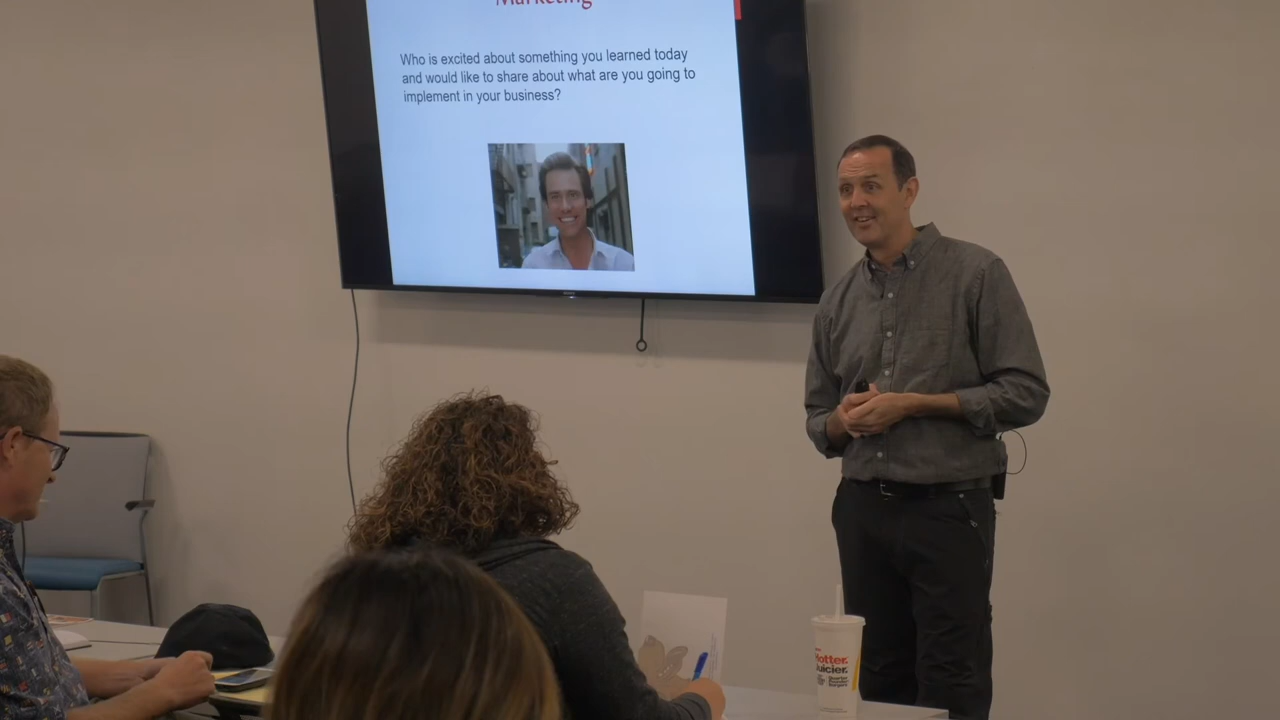 Marketing
Who is excited about something you learned today
and would like to share about what are you going to
implement in your business?
Hotter.
Juicier.